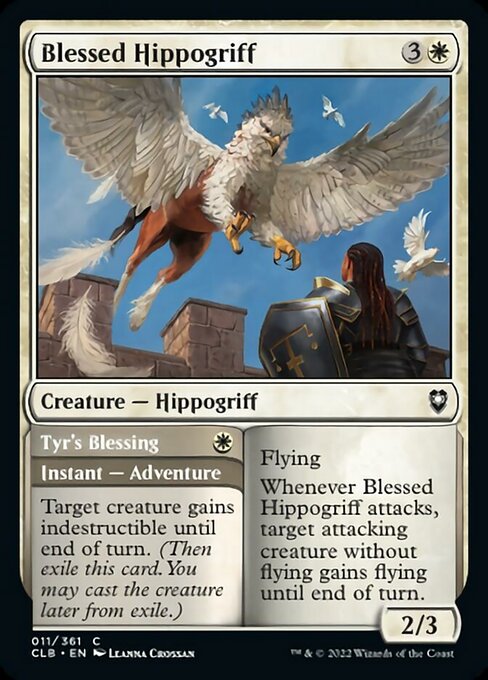 Blessed Hippogriff 3
Creature — Hippogriff
Tyr's Blessing
Instant — Adventure
Target creature gains
indestructible until
end of turn. (Then
exile this card. You
may cast the creature
later from exile.)
Flying
Whenever Blessed
Hippogriff attacks,
target attacking
creature without
flying gains flying
until end of turn.
2/3
011/361 C
CLB • EN Leanna Crossan
™ & © 2022 Wizards of the Coast